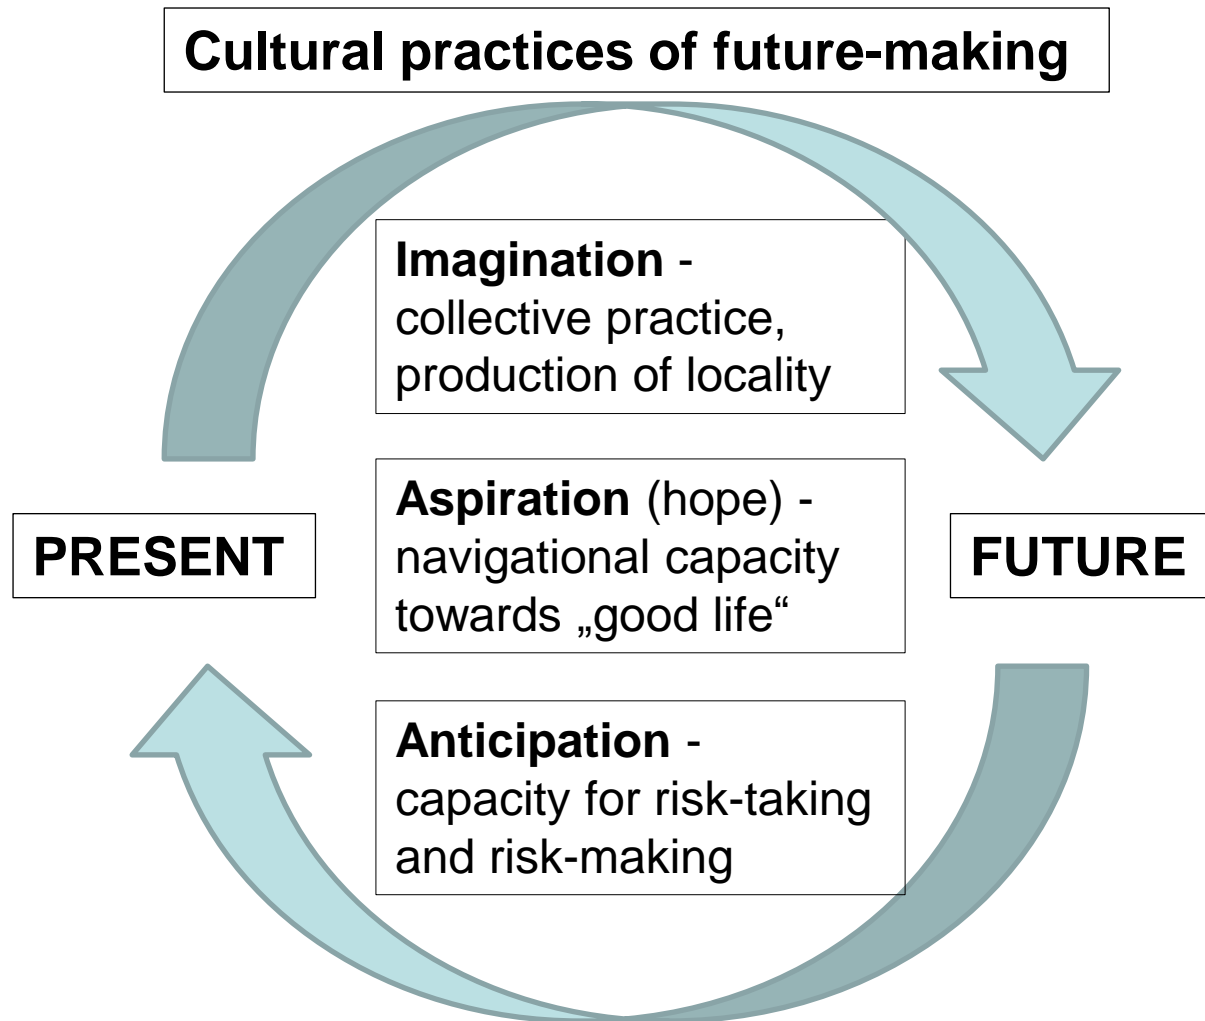 Cultural practices of future-making
Imagination -
collective practice,
production of locality
PRESENT
Aspiration (hope) -
navigational capacity
towards „good life“
FUTURE
Anticipation -
capacity for risk-taking
and risk-making